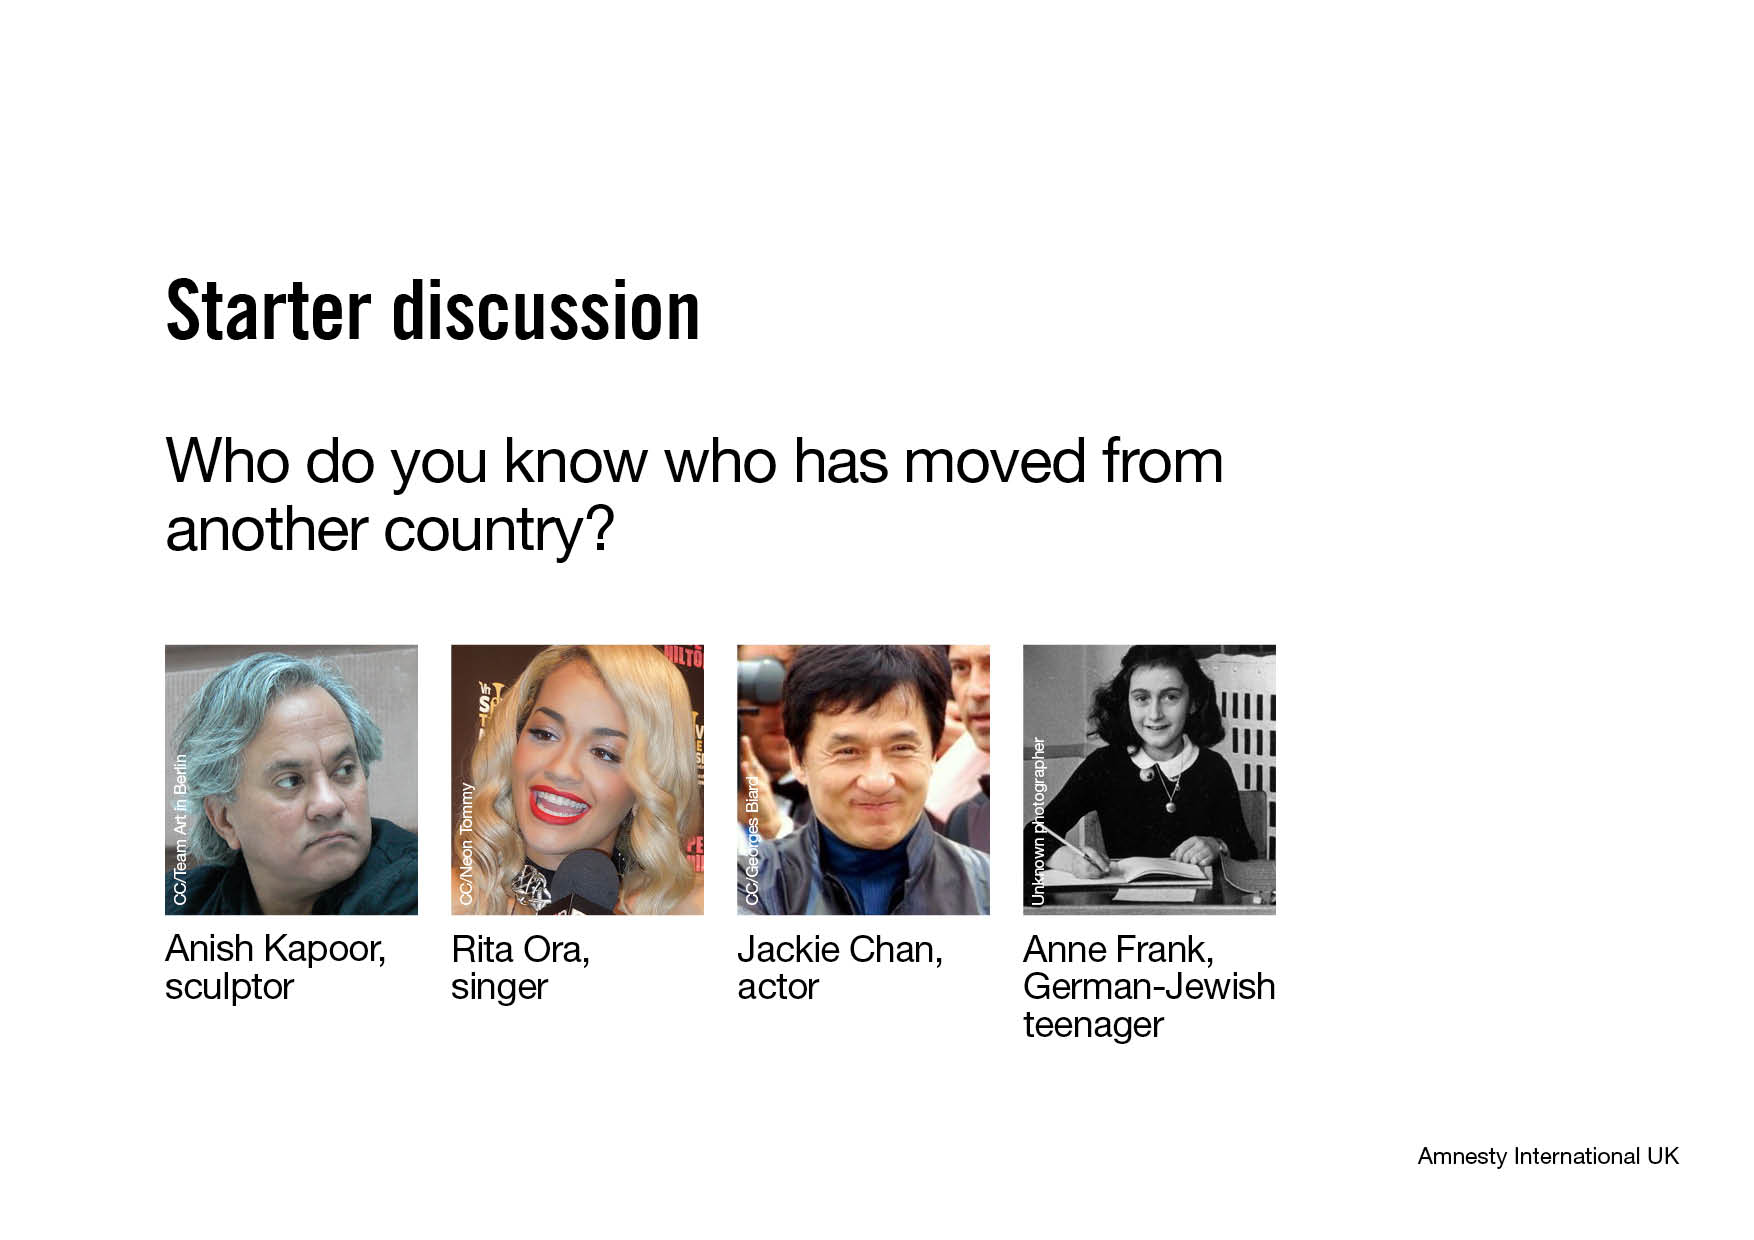 Starter discussion
Who do you know who has moved from
another country?
CC/Team Art in Berlin
CC/Neon Tommy
CC/Georges Biard
Unknown photographer
Anish Kapoor,
sculptor
Rita Ora,
singer
Jackie Chan,
actor
Anne Frank,
German-Jewish
teenager
Amnesty International UK